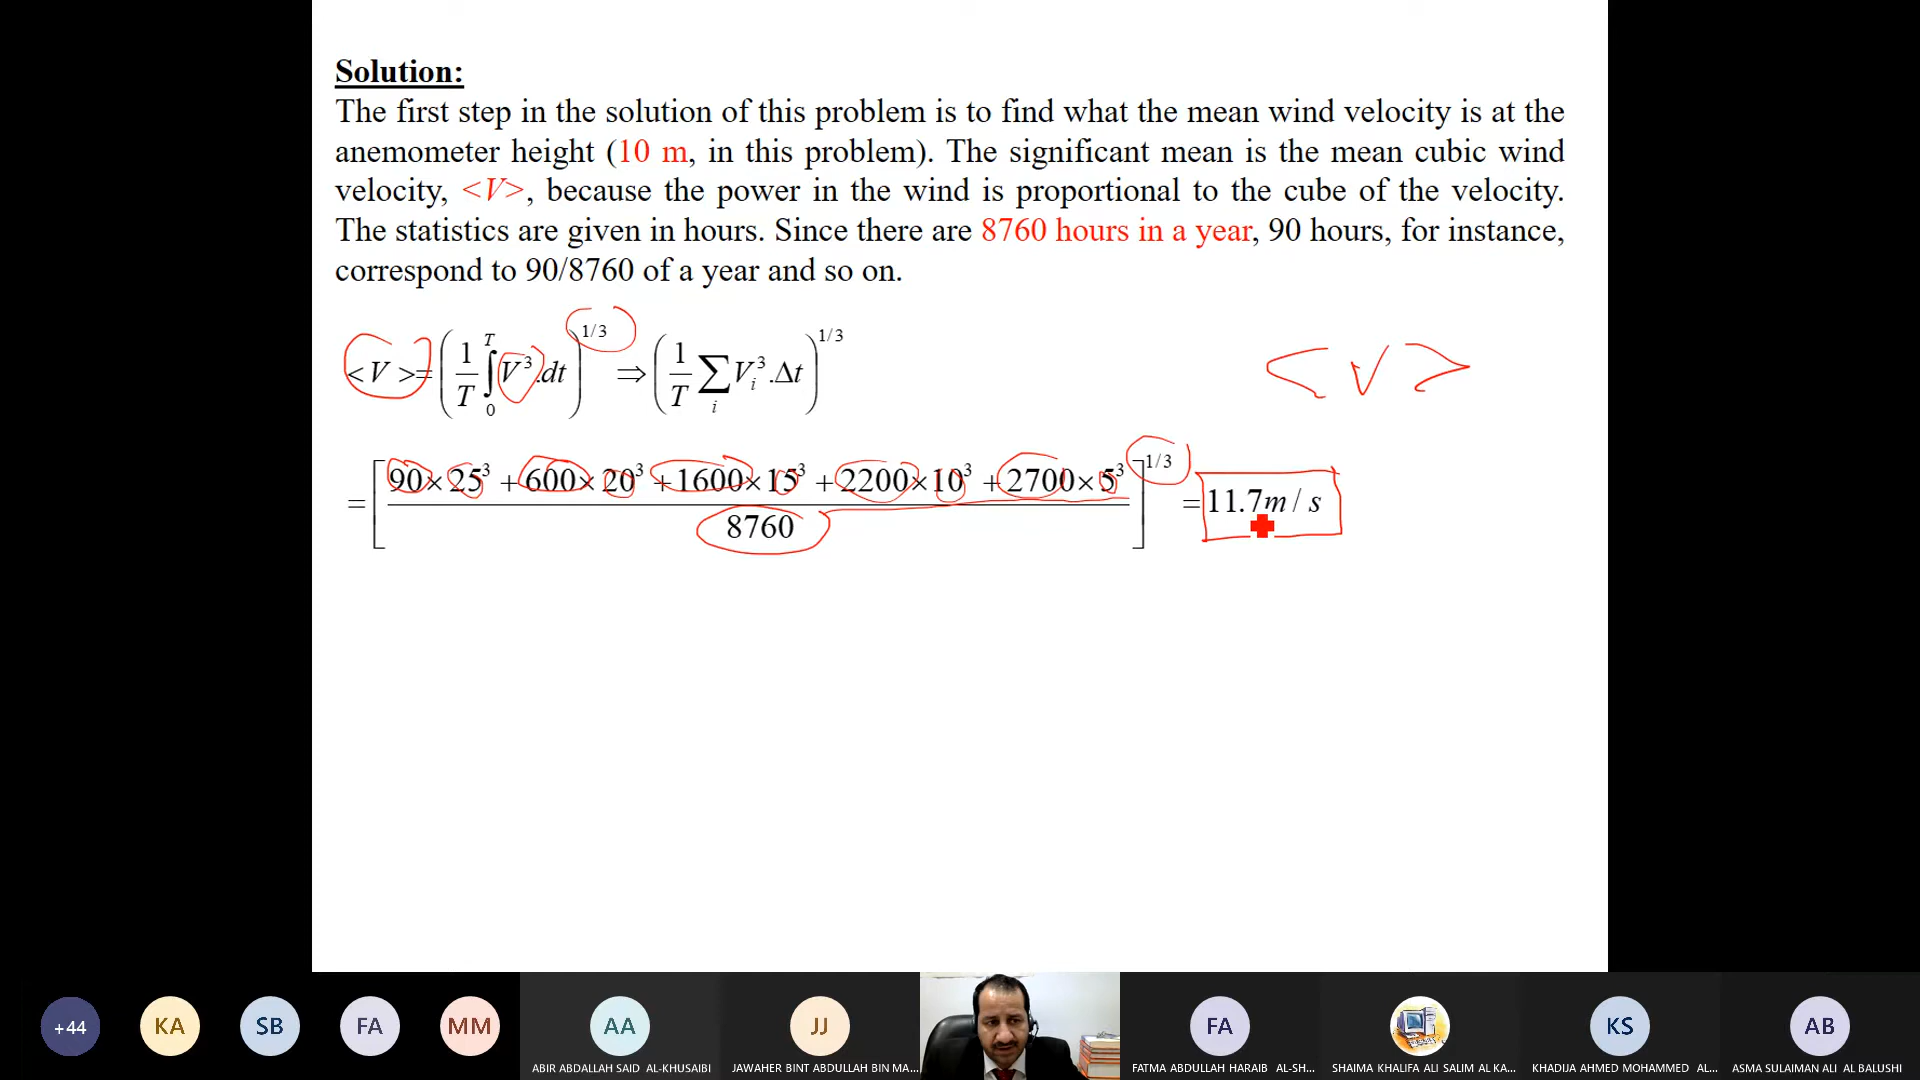 Solution:
The first step in the solution of this problem is to find what the mean wind velocity is at the
anemometer height (10 m, in this problem). The significant mean is the mean cubic wind
velocity, <V>, because the power in the wind is proportional to the cube of the velocity.
The statistics are given in hours. Since there are 8760 hours in a year, 90 hours, for instance,
correspond to 90/8760 of a year and so on.
<V>= (1/T ∫₀ᵀ V³.dt)^1/3 ⇒ (1/T ∑ᵢ Vᵢ³.Δt)^1/3
<V>
= [(90×25³ +600×20³ +1600×15³ +2200×10³ +2700×5³)/8760]^1/3 = 11.7m/s
+44 KA SB FA MM AA JJ FA KS AB
ABIR ABDALLAH SAID AL-KHUSAIBI JAWAHER BINT ABDULLAH BIN MA... FATMA ABDULLAH HARAIB AL-SH... SHAIMA KHALIFA ALI SALIM AL KA... KHADIJA AHMED MOHAMMED AL... ASMA SULAIMAN ALI AL BALUSHI